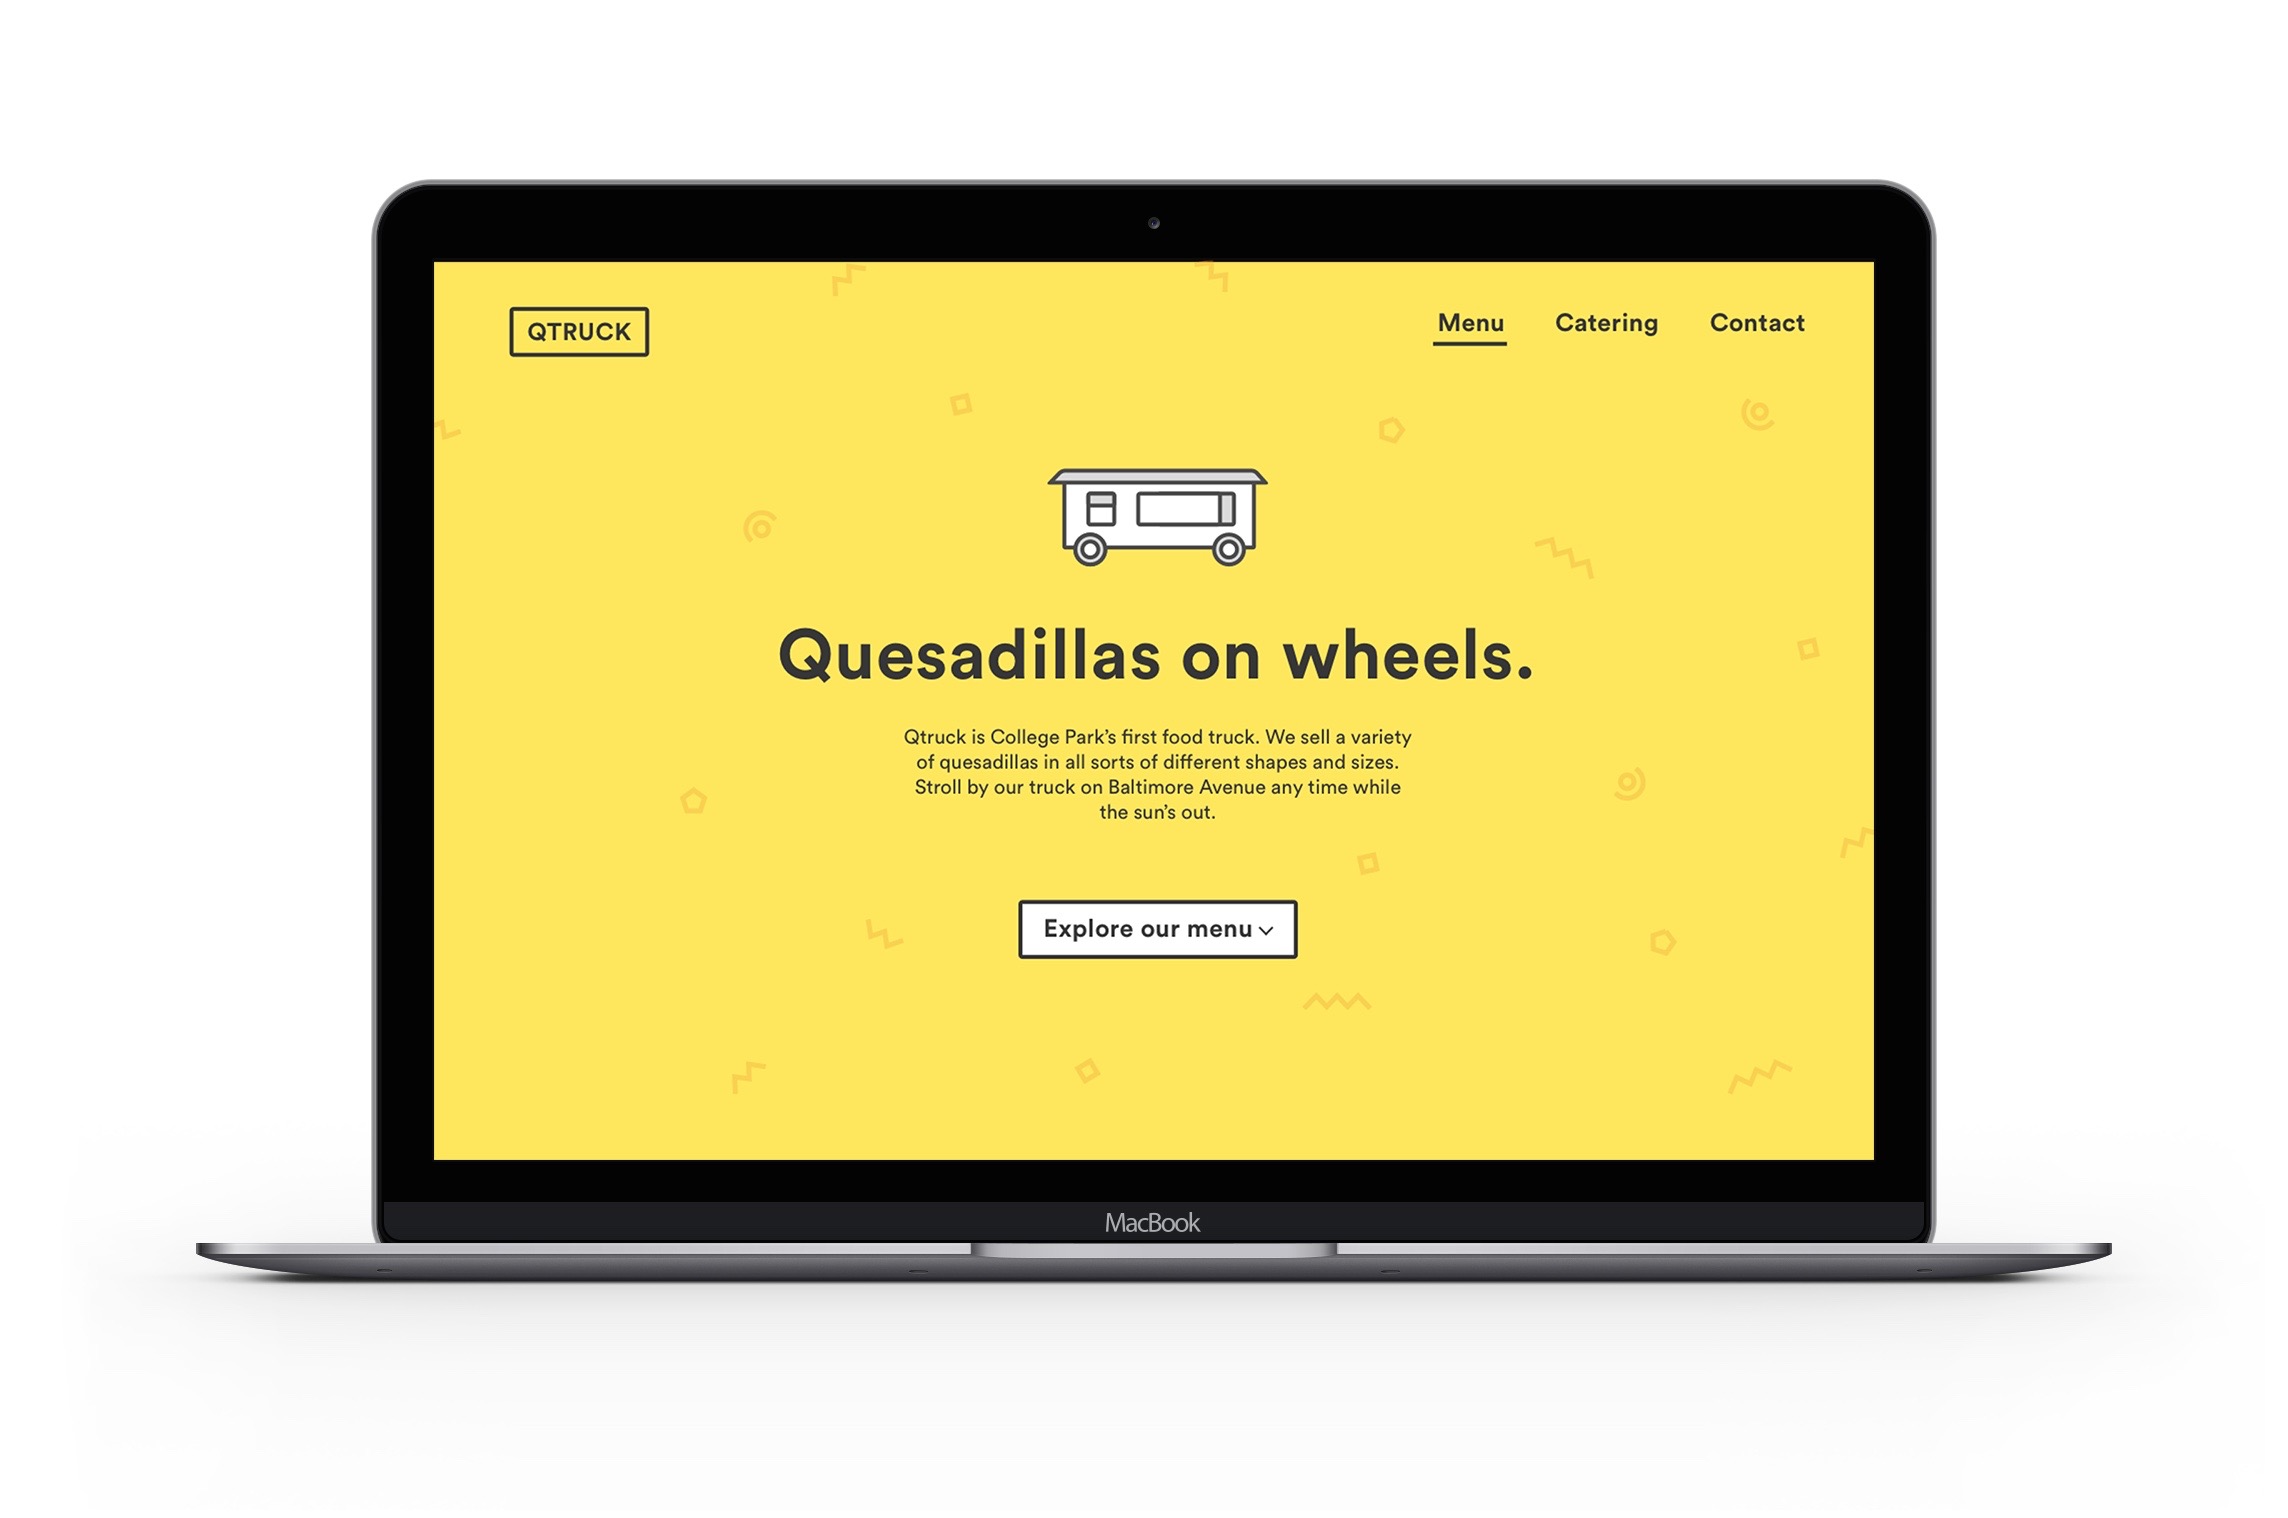 QTRUCK
Menu Catering Contact
Quesadillas on wheels.
Qtruck is College Park’s first food truck. We sell a variety
of quesadillas in all sorts of different shapes and sizes.
Stroll by our truck on Baltimore Avenue any time while
the sun’s out.
Explore our menu
MacBook